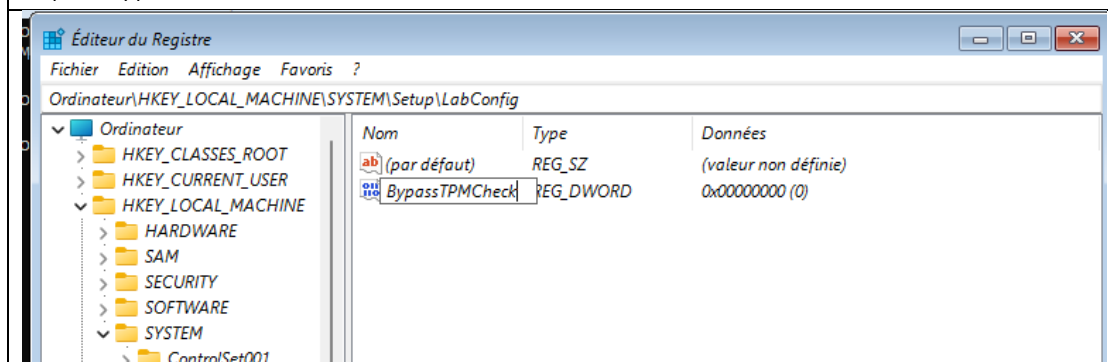 Éditeur du Registre
Fichier Edition Affichage Favoris ?
Ordinateur\HKEY_LOCAL_MACHINE\SYSTEM\Setup\LabConfig
Ordinateur
HKEY_CLASSES_ROOT
HKEY_CURRENT_USER
HKEY_LOCAL_MACHINE
HARDWARE
SAM
SECURITY
SOFTWARE
SYSTEM
ControlSet001
Nom Type Données
(par défaut) REG_SZ (valeur non définie)
BypassTPMCheck REG_DWORD 0x00000000 (0)